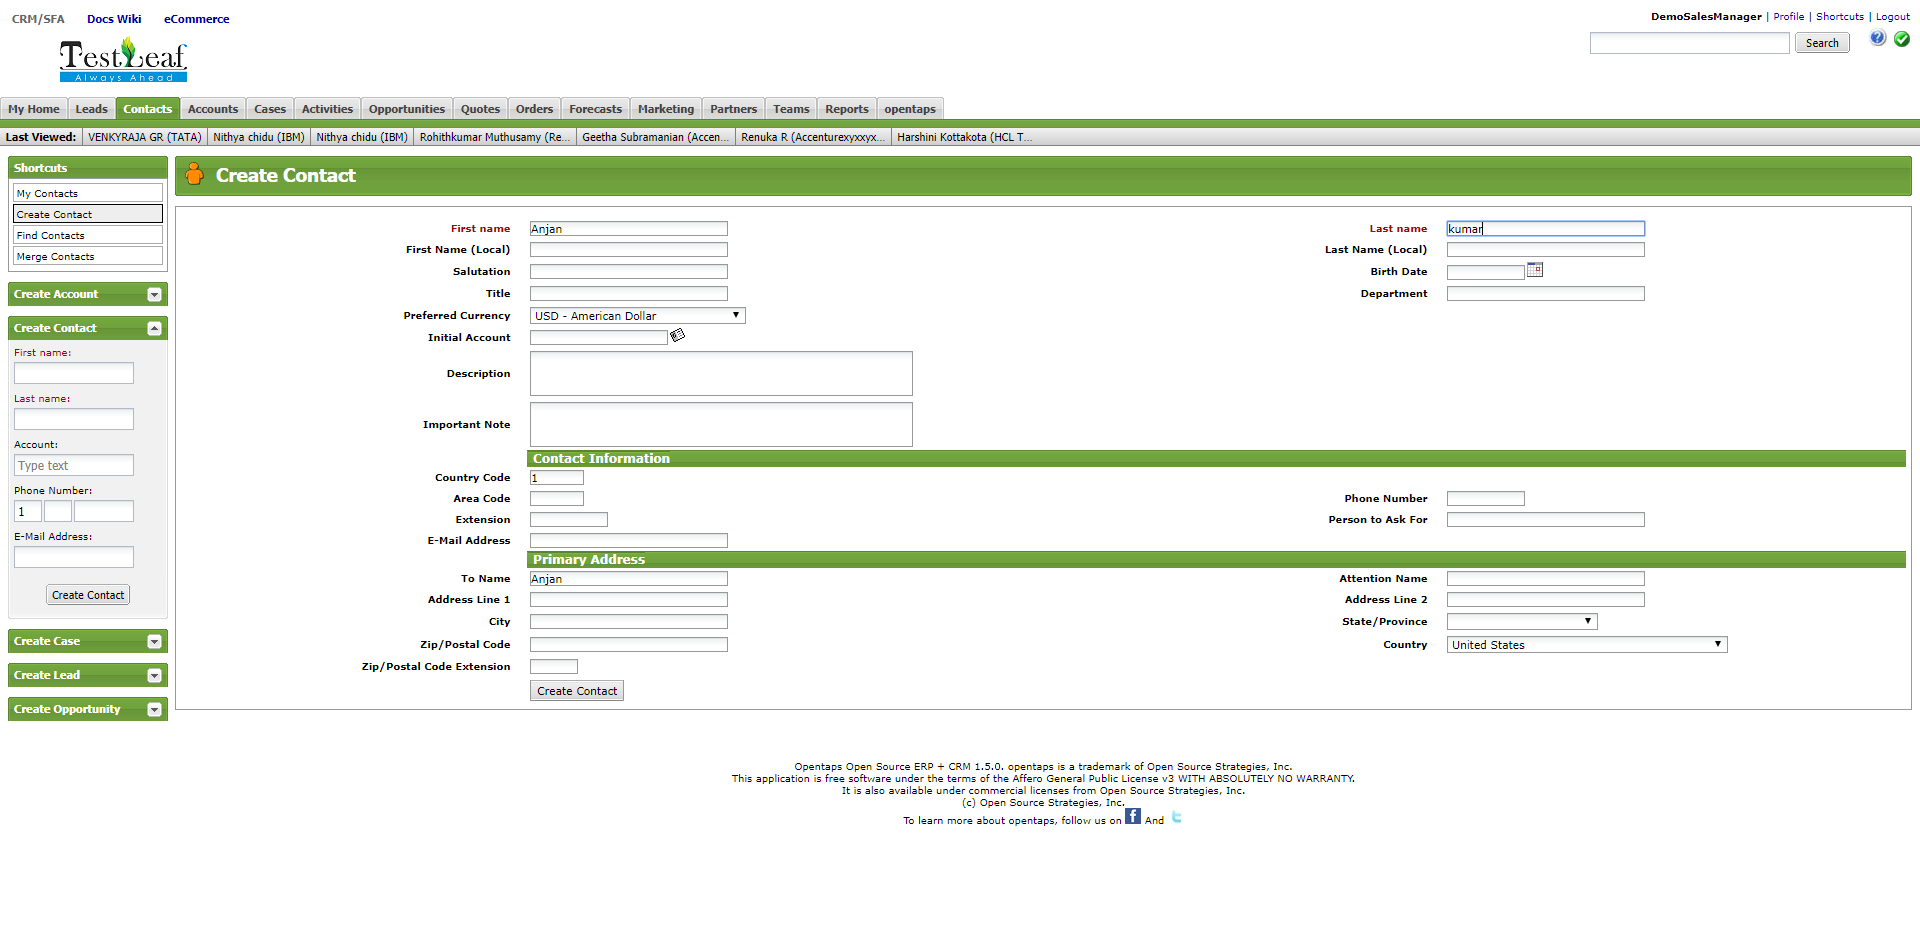 CRM/SFA Docs Wiki eCommerce
DemoSalesManager | Profile | Shortcuts | Logout
Search
TestLeaf
Always Ahead
My Home Leads Contacts Accounts Cases Activities Opportunities Quotes Orders Forecasts Marketing Partners Teams Reports opentaps
Last Viewed: VENKYRAJA GR (TATA) Nithya chidu (IBM) Nithya chidu (IBM) Rohithkumar Muthusamy (Re... Geetha Subramanian (Accen... Renuka R (Accenturexyxxyx... Harshini Kottakota (HCL T...
Shortcuts
My Contacts
Create Contact
Find Contacts
Merge Contacts
Create Account
Create Contact
First name:
Last name:
Account:
Type text
Phone Number:
1
E-Mail Address:
Create Contact
Create Case
Create Lead
Create Opportunity
Create Contact
First name Anjan Last name kumar
First Name (Local) Last Name (Local)
Salutation Birth Date
Title Department
Preferred Currency USD - American Dollar
Initial Account
Description
Important Note
Contact Information
Country Code 1
Area Code Phone Number
Extension Person to Ask For
E-Mail Address
Primary Address
To Name Anjan Attention Name
Address Line 1 Address Line 2
City State/Province
Zip/Postal Code Country United States
Zip/Postal Code Extension
Create Contact
Opentaps Open Source ERP + CRM 1.5.0. opentaps is a trademark of Open Source Strategies, Inc.
This application is free software under the terms of the Affero General Public License v3 WITH ABSOLUTELY NO WARRANTY.
It is also available under commercial licenses from Open Source Strategies, Inc.
(c) Open Source Strategies, Inc.
To learn more about opentaps, follow us on f And t